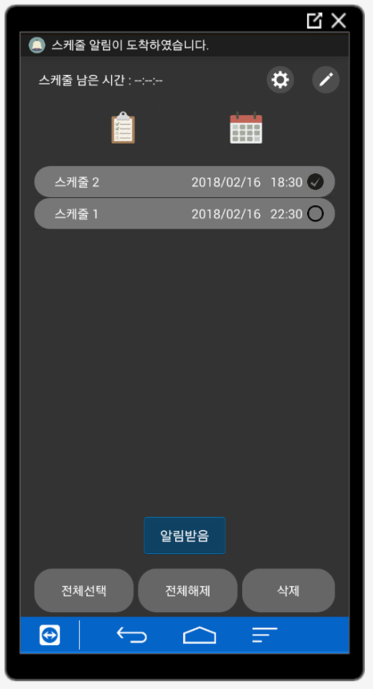 스케줄 알림이 도착하였습니다.
스케줄 남은 시간 : --:--:--
스케줄 2 2018/02/16 18:30
스케줄 1 2018/02/16 22:30
알림받음
전체선택 전체해제 삭제